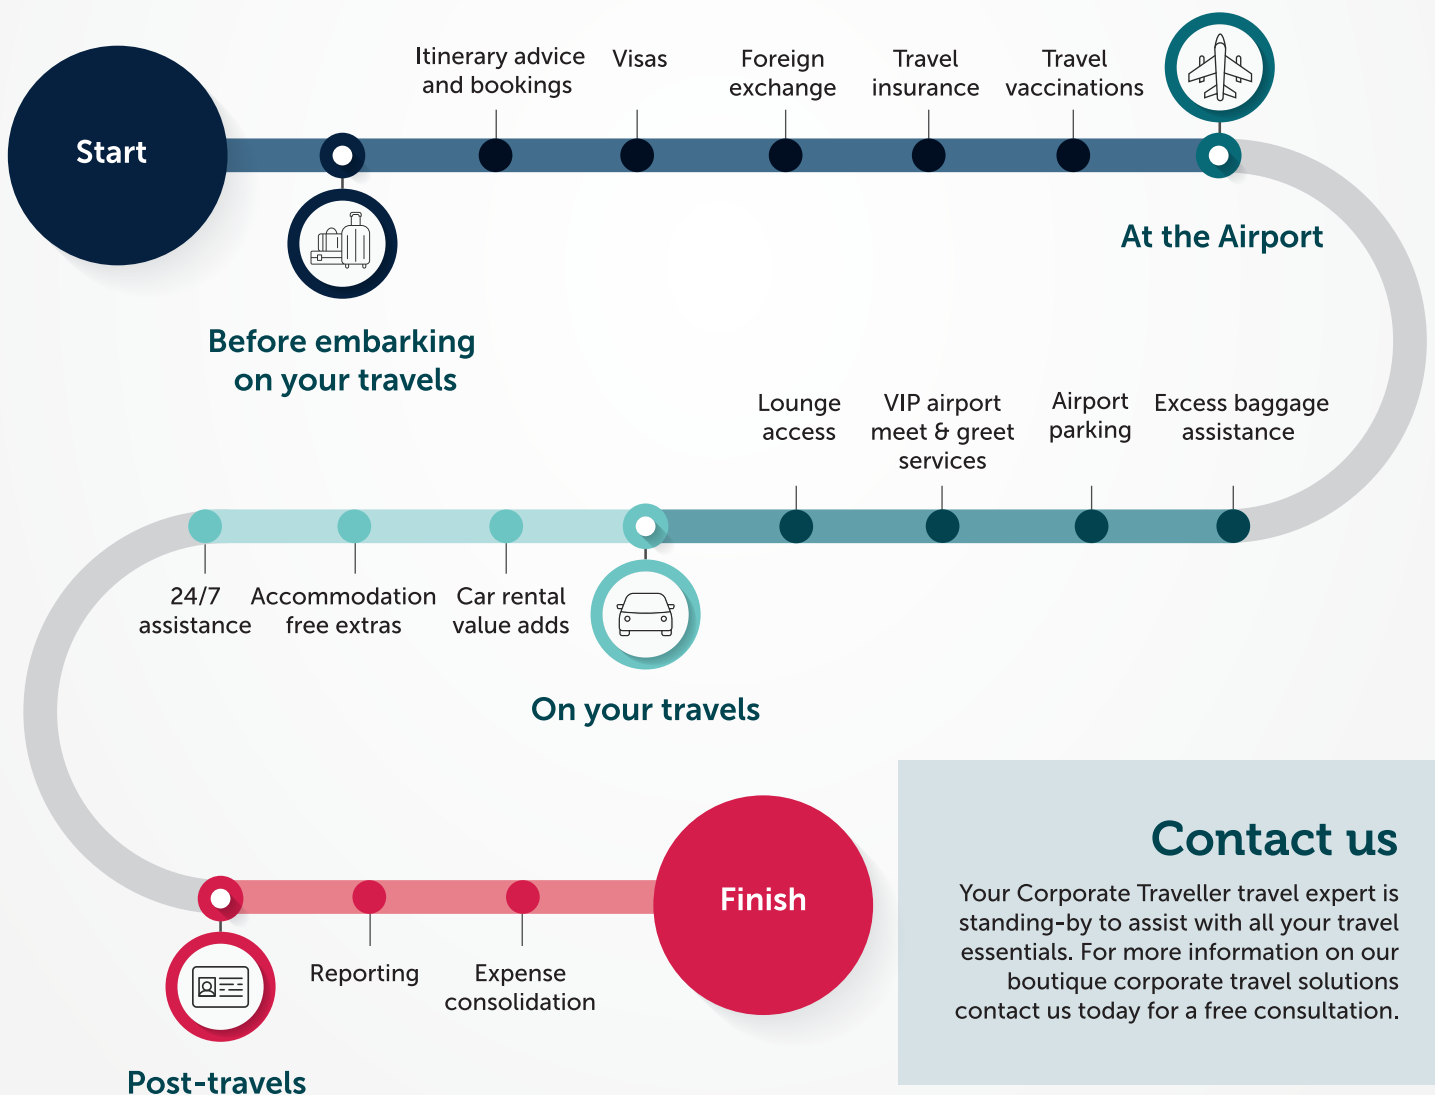 Start
Before embarking
on your travels
Itinerary advice
and bookings
Visas
Foreign
exchange
Travel
insurance
Travel
vaccinations
At the Airport
Excess baggage
assistance
Airport
parking
VIP airport
meet & greet
services
Lounge
access
On your travels
Car rental
value adds
Accommodation
free extras
24/7
assistance
Post-travels
Reporting
Expense
consolidation
Finish
Contact us
Your Corporate Traveller travel expert is
standing-by to assist with all your travel
essentials. For more information on our
boutique corporate travel solutions
contact us today for a free consultation.